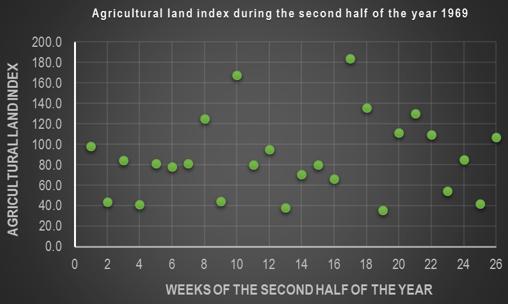 Agricultural land index during the second half of the year 1969
AGRICULTURAL LAND INDEX
200.0
180.0
160.0
140.0
120.0
100.0
80.0
60.0
40.0
20.0
0.0
0 2 4 6 8 10 12 14 16 18 20 22 24 26
WEEKS OF THE SECOND HALF OF THE YEAR